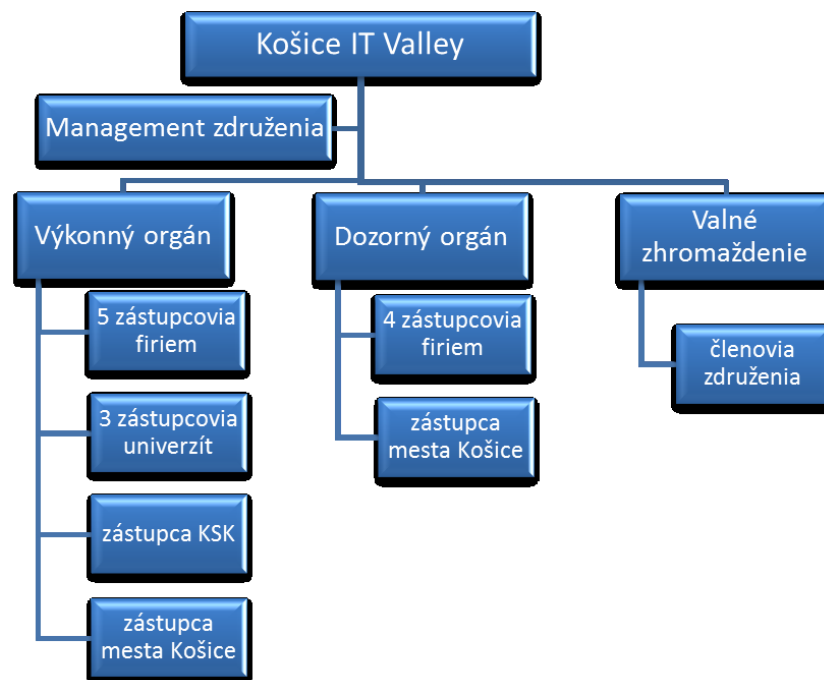 Košice IT Valley
Management združenia
Výkonný orgán
5 zástupcovia
firiem
3 zástupcovia
univerzít
zástupca KSK
zástupca
mesta Košice
Dozorný orgán
4 zástupcovia
firiem
zástupca
mesta Košice
Valné
zhromaždenie
členovia
združenia